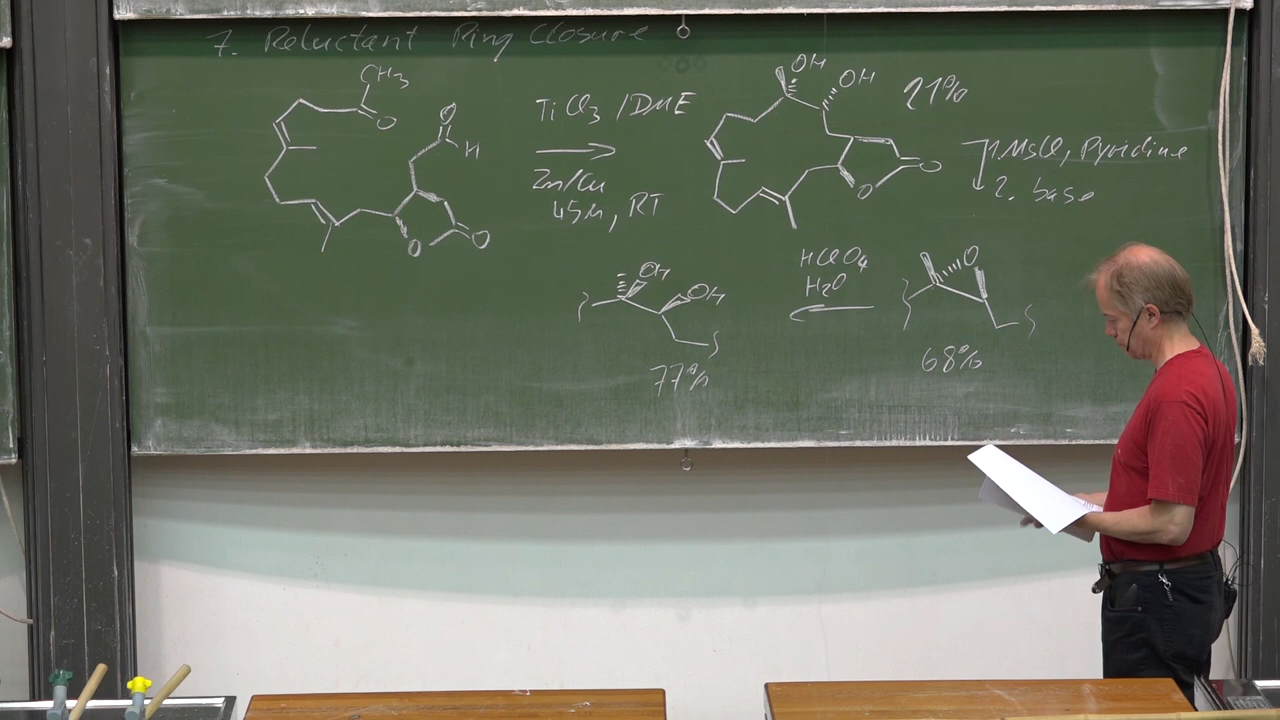 7. Reluctant Ring Closure
CH3
O
O
H
O
O
TiCl3 / DME
Zn/Cu
45h, RT
OH
OH
O
O
21%
1. MsCl, Pyridine
2. base
O
68%
HClO4
H2O
OH
OH
77%